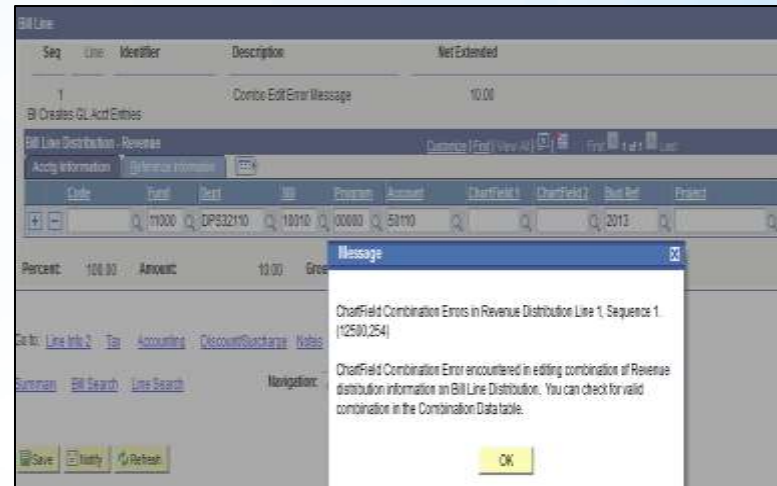 Bill Line
Seq Line Identifier Description Net Extended
1 Combo Edit Error Message 10.00
BI Creates GL Acct Entries
Bill Line Distribution - Revenue Customize | Find | View All | First 1 of 1 Last
Acctg Information Reference Information
Code Fund Dept SID Program Account ChartField 1 ChartField 2 Bud Ref Project
11000 DPS32110 10010 00000 50110 2013
Percent: 100.00 Amount: 10.00
Message
ChartField Combination Errors in Revenue Distribution Line 1, Sequence 1.
(12500,254)
ChartField Combination Error encountered in editing combination of Revenue
distribution information on Bill Line Distribution. You can check for valid
combination in the Combination Data table.
OK
Go to: Line Info 2 Tax Accounting Discount/Surcharge Notes
Summary Bill Search Line Search Navigation:
Save Notify Refresh